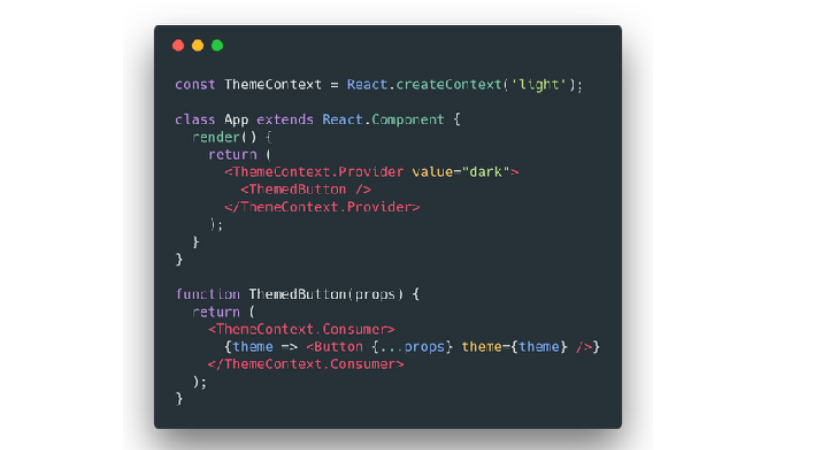 const ThemeContext = React.createContext('light');
class App extends React.Component {
  render() {
    return (
      <ThemeContext.Provider value="dark">
        <ThemedButton />
      </ThemeContext.Provider>
    );
  }
}
function ThemedButton(props) {
  return (
    <ThemeContext.Consumer>
      {theme => <Button {...props} theme={theme} />}
    </ThemeContext.Consumer>
  );
}